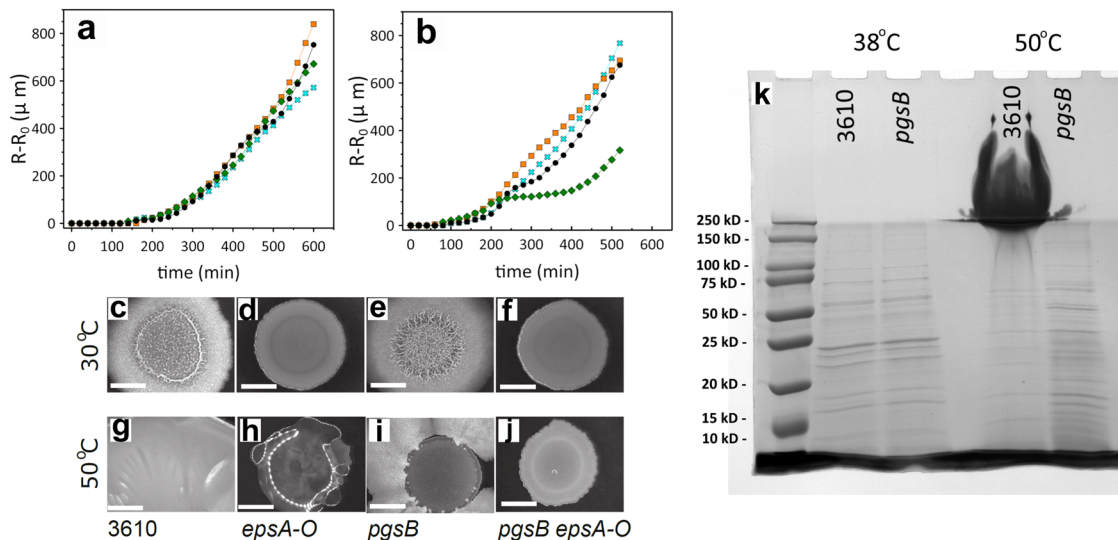 a
800
600
400
200
0
R-R₀ (μ m)
0 100 200 300 400 500 600
time (min)
b
800
600
400
200
0
R-R₀ (μ m)
0 100 200 300 400 500 600
time (min)
30°C
c d e f
50°C
g h i j
3610 epsA-O pgsB pgsB epsA-O
k
38°C 50°C
3610 pgsB 3610 pgsB
250 kD -
150 kD -
100 kD -
75 kD -
50 kD -
25 kD -
20 kD -
15 kD -
10 kD -